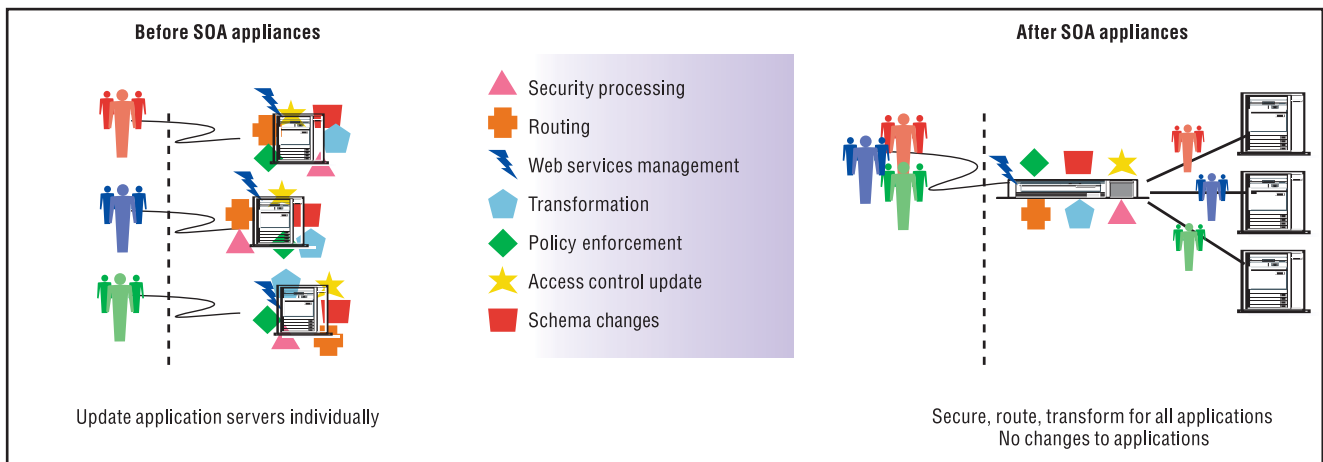 Before SOA appliances
Update application servers individually
Security processing
Routing
Web services management
Transformation
Policy enforcement
Access control update
Schema changes
After SOA appliances
Secure, route, transform for all applications
No changes to applications